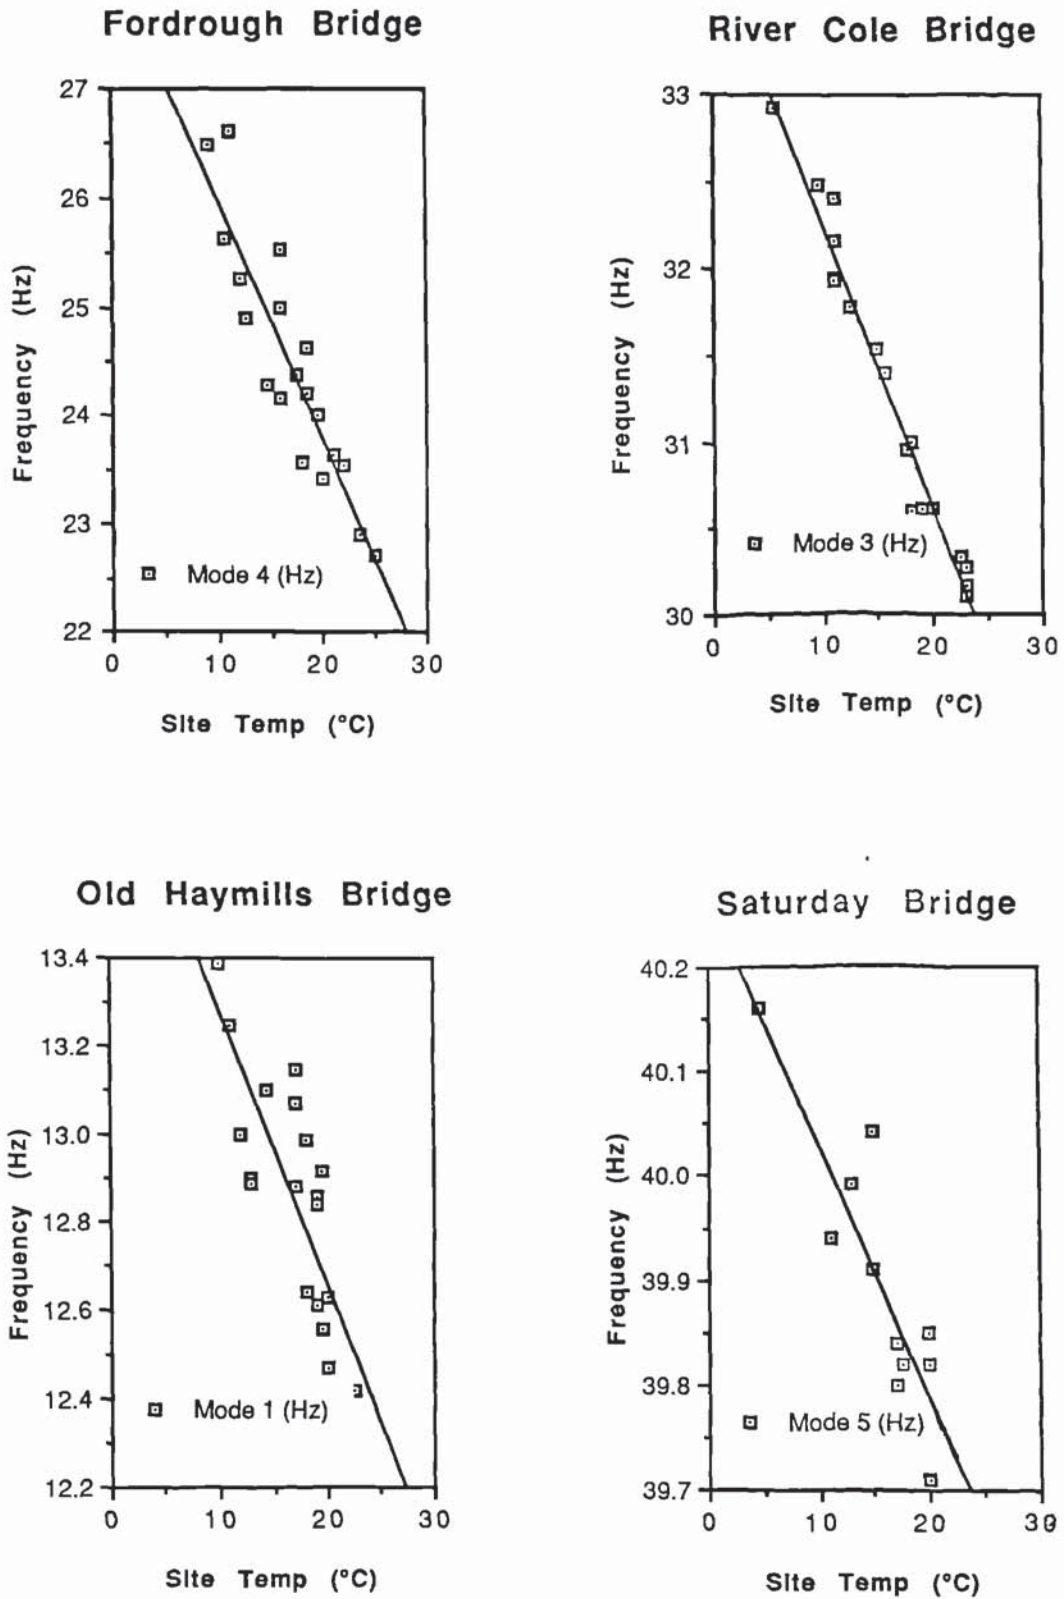 Fordrough Bridge
27
26
25
24
23
22
Frequency (Hz)
Mode 4 (Hz)
0 10 20 30
Site Temp (°C)
River Cole Bridge
33
32
31
30
Frequency (Hz)
Mode 3 (Hz)
0 10 20 30
Site Temp (°C)
Old Haymills Bridge
13.4
13.2
13.0
12.8
12.6
12.4
12.2
Frequency (Hz)
Mode 1 (Hz)
0 10 20 30
Site Temp (°C)
Saturday Bridge
40.2
40.1
40.0
39.9
39.8
39.7
Frequency (Hz)
Mode 5 (Hz)
0 10 20 30
Site Temp (°C)